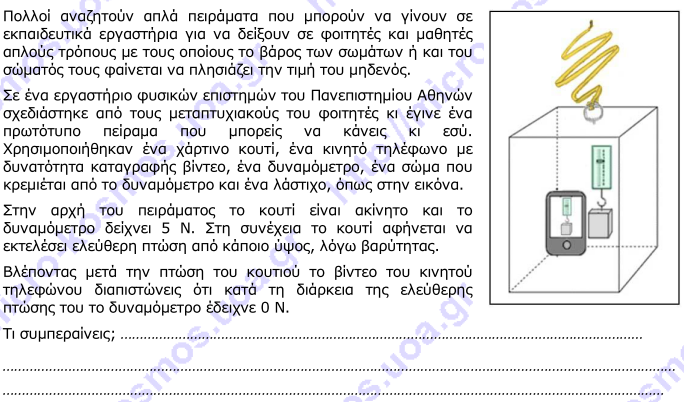 Πολλοί αναζητούν απλά πειράματα που μπορούν να γίνουν σε
εκπαιδευτικά εργαστήρια για να δείξουν σε φοιτητές και μαθητές
απλούς τρόπους με τους οποίους το βάρος των σωμάτων ή και του
σώματός τους φαίνεται να πλησιάζει την τιμή του μηδενός.
Σε ένα εργαστήριο φυσικών επιστημών του Πανεπιστημίου Αθηνών
σχεδιάστηκε από τους μεταπτυχιακούς του φοιτητές κι έγινε ένα
πρωτότυπο πείραμα που μπορείς να κάνεις κι εσύ.
Χρησιμοποιήθηκαν ένα χάρτινο κουτί, ένα κινητό τηλέφωνο με
δυνατότητα καταγραφής βίντεο, ένα δυναμόμετρο, ένα σώμα που
κρεμιέται από το δυναμόμετρο και ένα λάστιχο, όπως στην εικόνα.
Στην αρχή του πειράματος το κουτί είναι ακίνητο και το
δυναμόμετρο δείχνει 5 Ν. Στη συνέχεια το κουτί αφήνεται να
εκτελέσει ελεύθερη πτώση από κάποιο ύψος, λόγω βαρύτητας.
Βλέποντας μετά την πτώση του κουτιού το βίντεο του κινητού
τηλεφώνου διαπιστώνεις ότι κατά τη διάρκεια της ελεύθερης
πτώσης του το δυναμόμετρο έδειχνε 0 Ν.
Τι συμπεραίνεις; ........................................................................
................................................................................
................................................................................